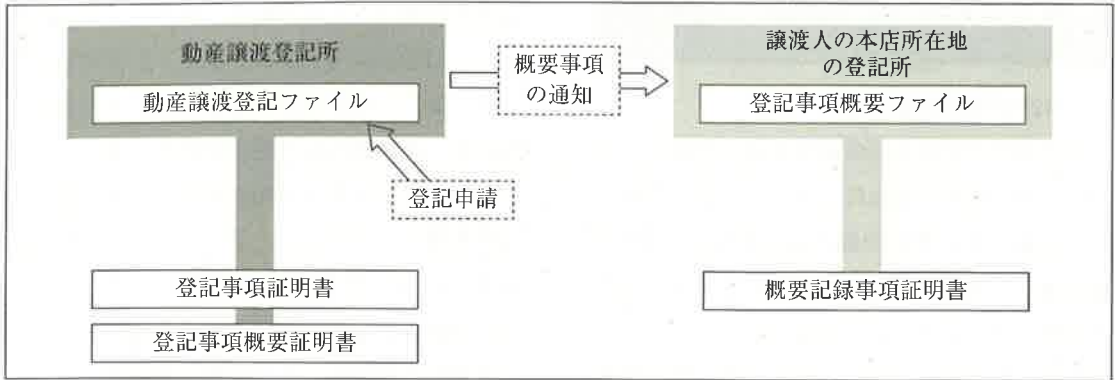 動産譲渡登記所
動産譲渡登記ファイル
概要事項
の通知
譲渡人の本店所在地
の登記所
登記事項概要ファイル
登記申請
登記事項証明書
登記事項概要証明書
概要記録事項証明書